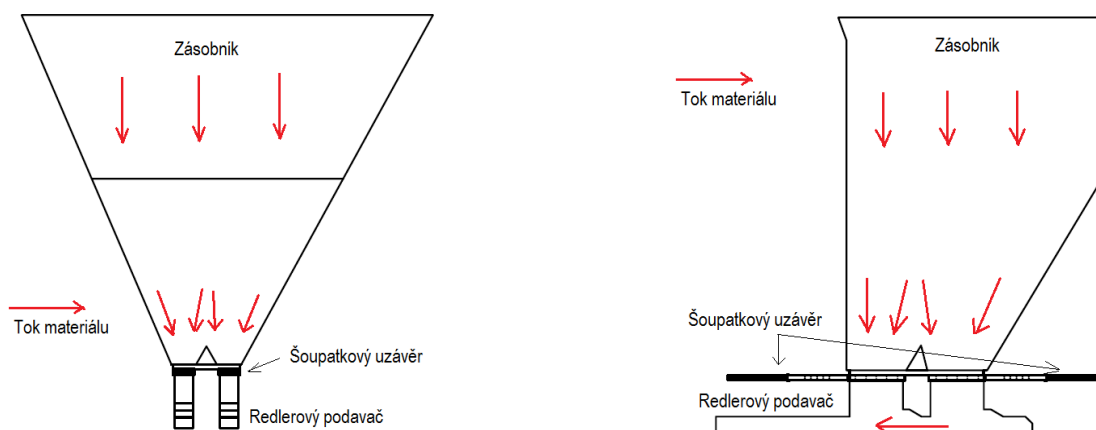 Zásobník
Tok materiálu
Šoupatkový uzávěr
Redlerový podavač
Zásobník
Tok materiálu
Šoupatkový uzávěr
Redlerový podavač